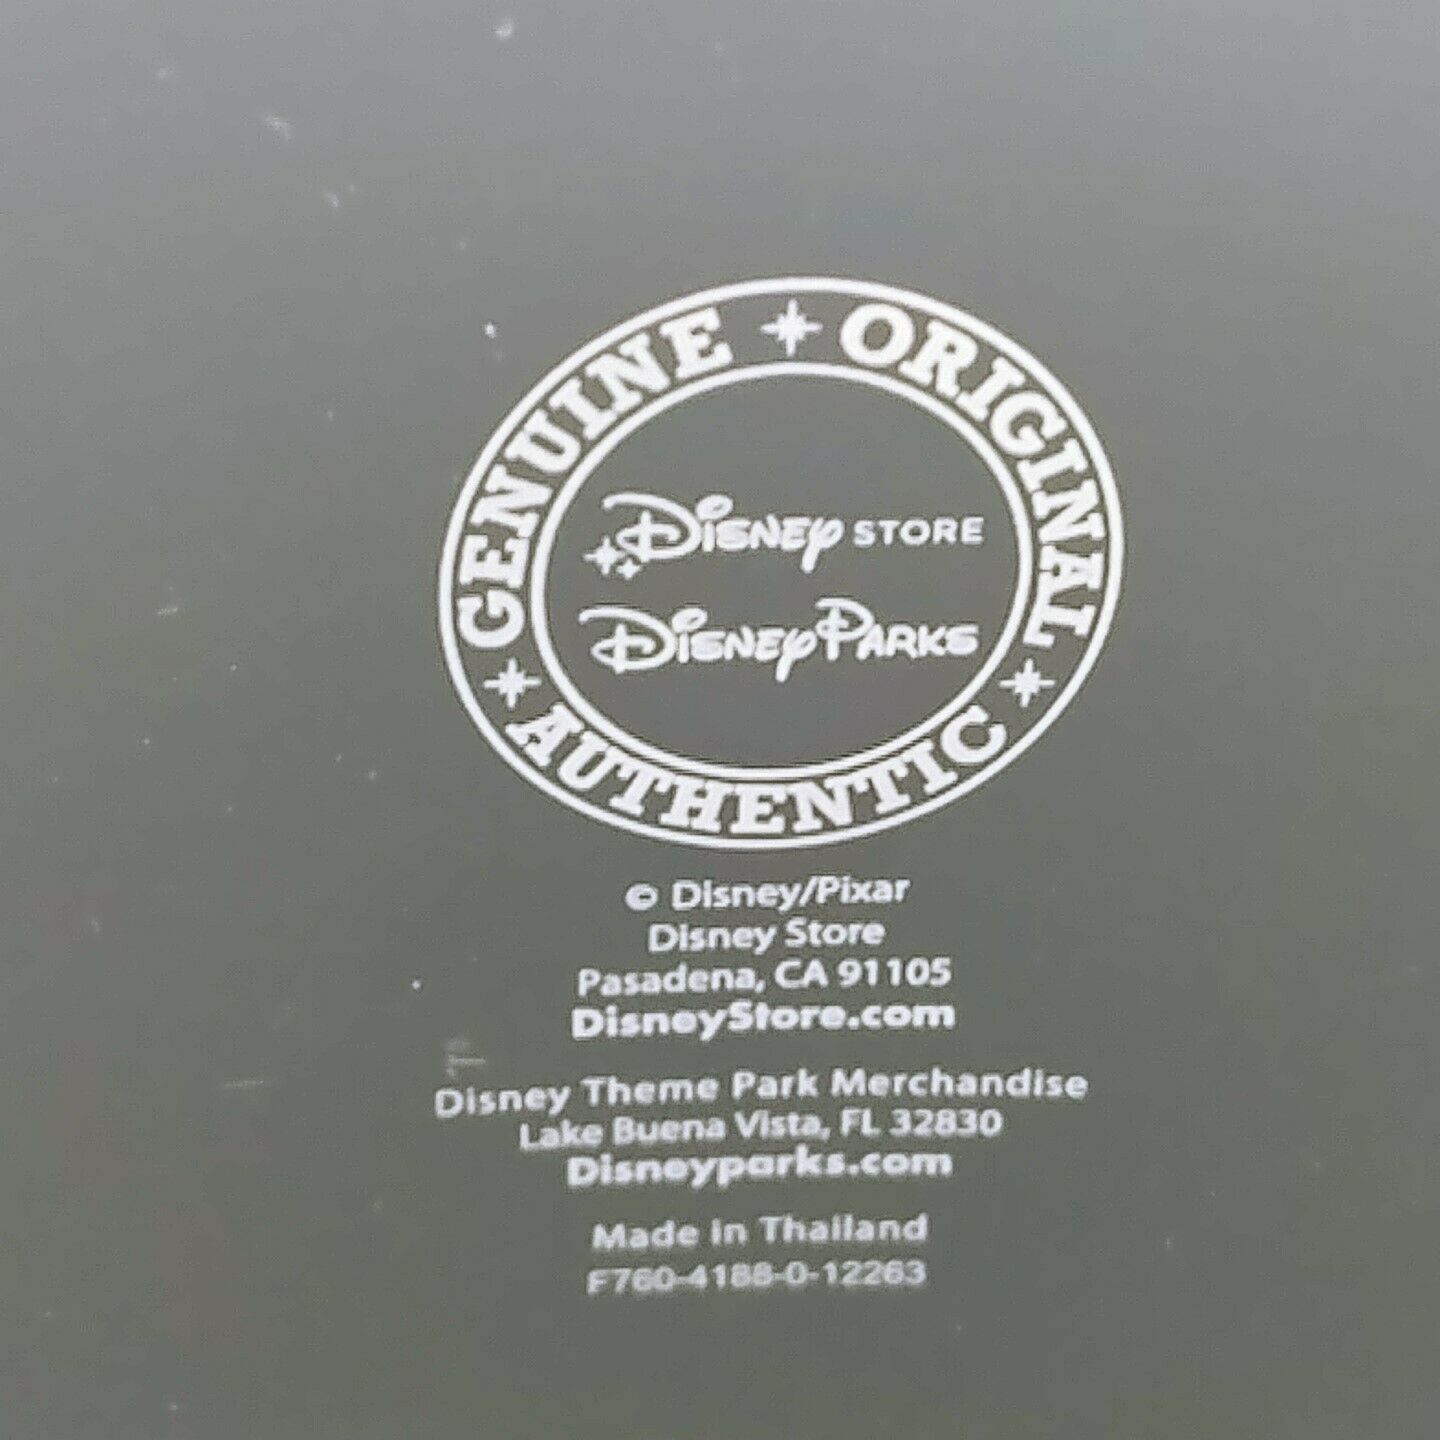 GENUINE ORIGINAL
AUTHENTIC
Disney STORE
Disney Parks
© Disney/Pixar
Disney Store
Pasadena, CA 91105
DisneyStore.com
Disney Theme Park Merchandise
Lake Buena Vista, FL 32830
Disneyparks.com
Made in Thailand
F760-4188-0-12263